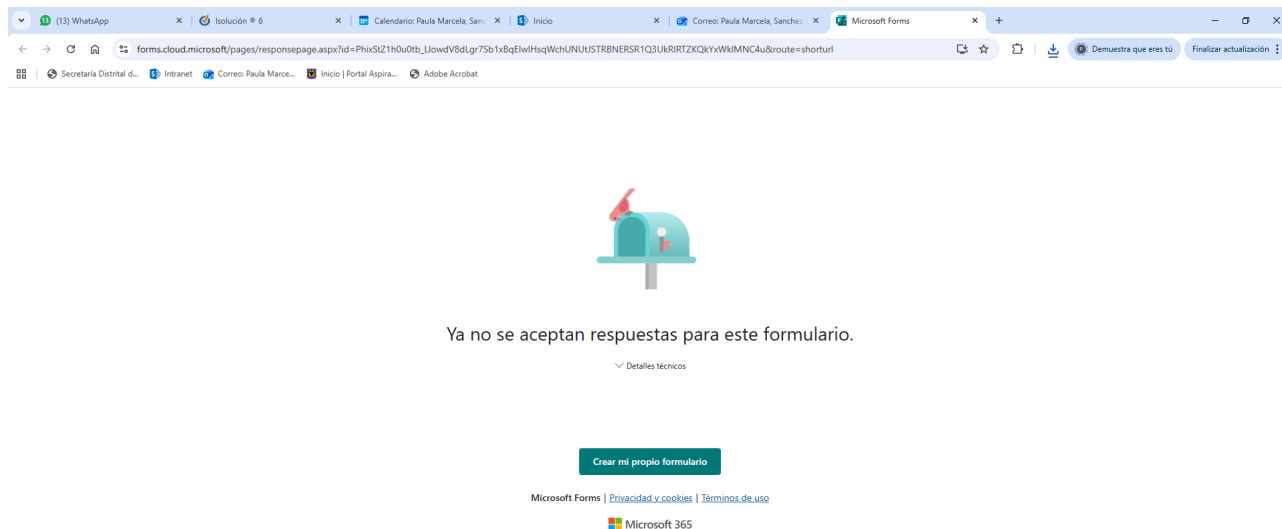 (13) WhatsApp
Isolución ® 6
Calendario: Paula Marcela, Sanc
Inicio
Correo: Paula Marcela, Sanchez
Microsoft Forms
forms.cloud.microsoft/pages/responsepage.aspx?id=PhixStZ1h0u0tb_LlowdV8dLgr7Sb1xBqElwIHsqWchUNUtJSTRBNERSR1Q3UkRIRTZKQkYxWklMNC4u&route=shorturl
Demuestra que eres tú
Finalizar actualización
Secretaría Distrital d...
Intranet
Correo: Paula Marce...
Inicio | Portal Aspira...
Adobe Acrobat
Ya no se aceptan respuestas para este formulario.
Detalles técnicos
Crear mi propio formulario
Microsoft Forms | Privacidad y cookies | Términos de uso
Microsoft 365